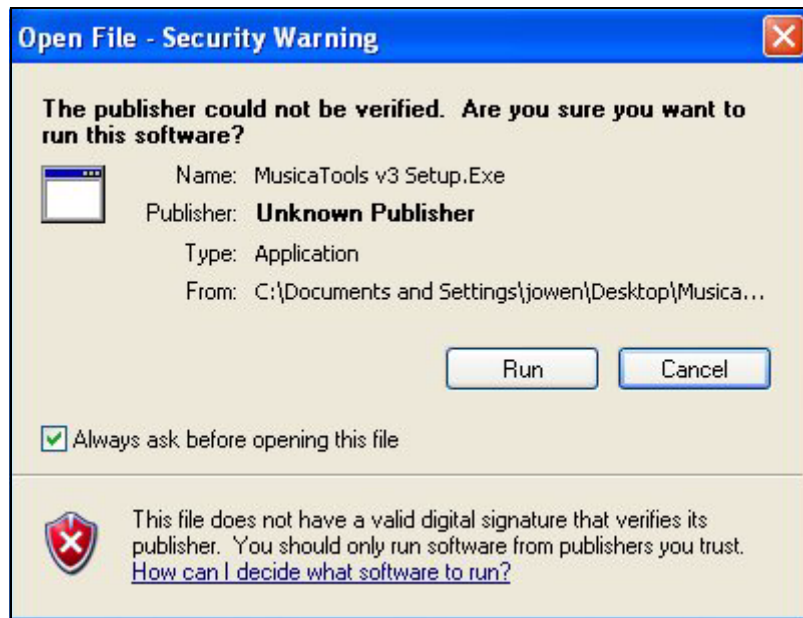 Open File - Security Warning
The publisher could not be verified.  Are you sure you want to
run this software?
Name: MusicaTools v3 Setup.Exe
Publisher: Unknown Publisher
Type: Application
From: C:\Documents and Settings\jowen\Desktop\Musica...
Run Cancel
Always ask before opening this file
This file does not have a valid digital signature that verifies its
publisher.  You should only run software from publishers you trust.
How can I decide what software to run?